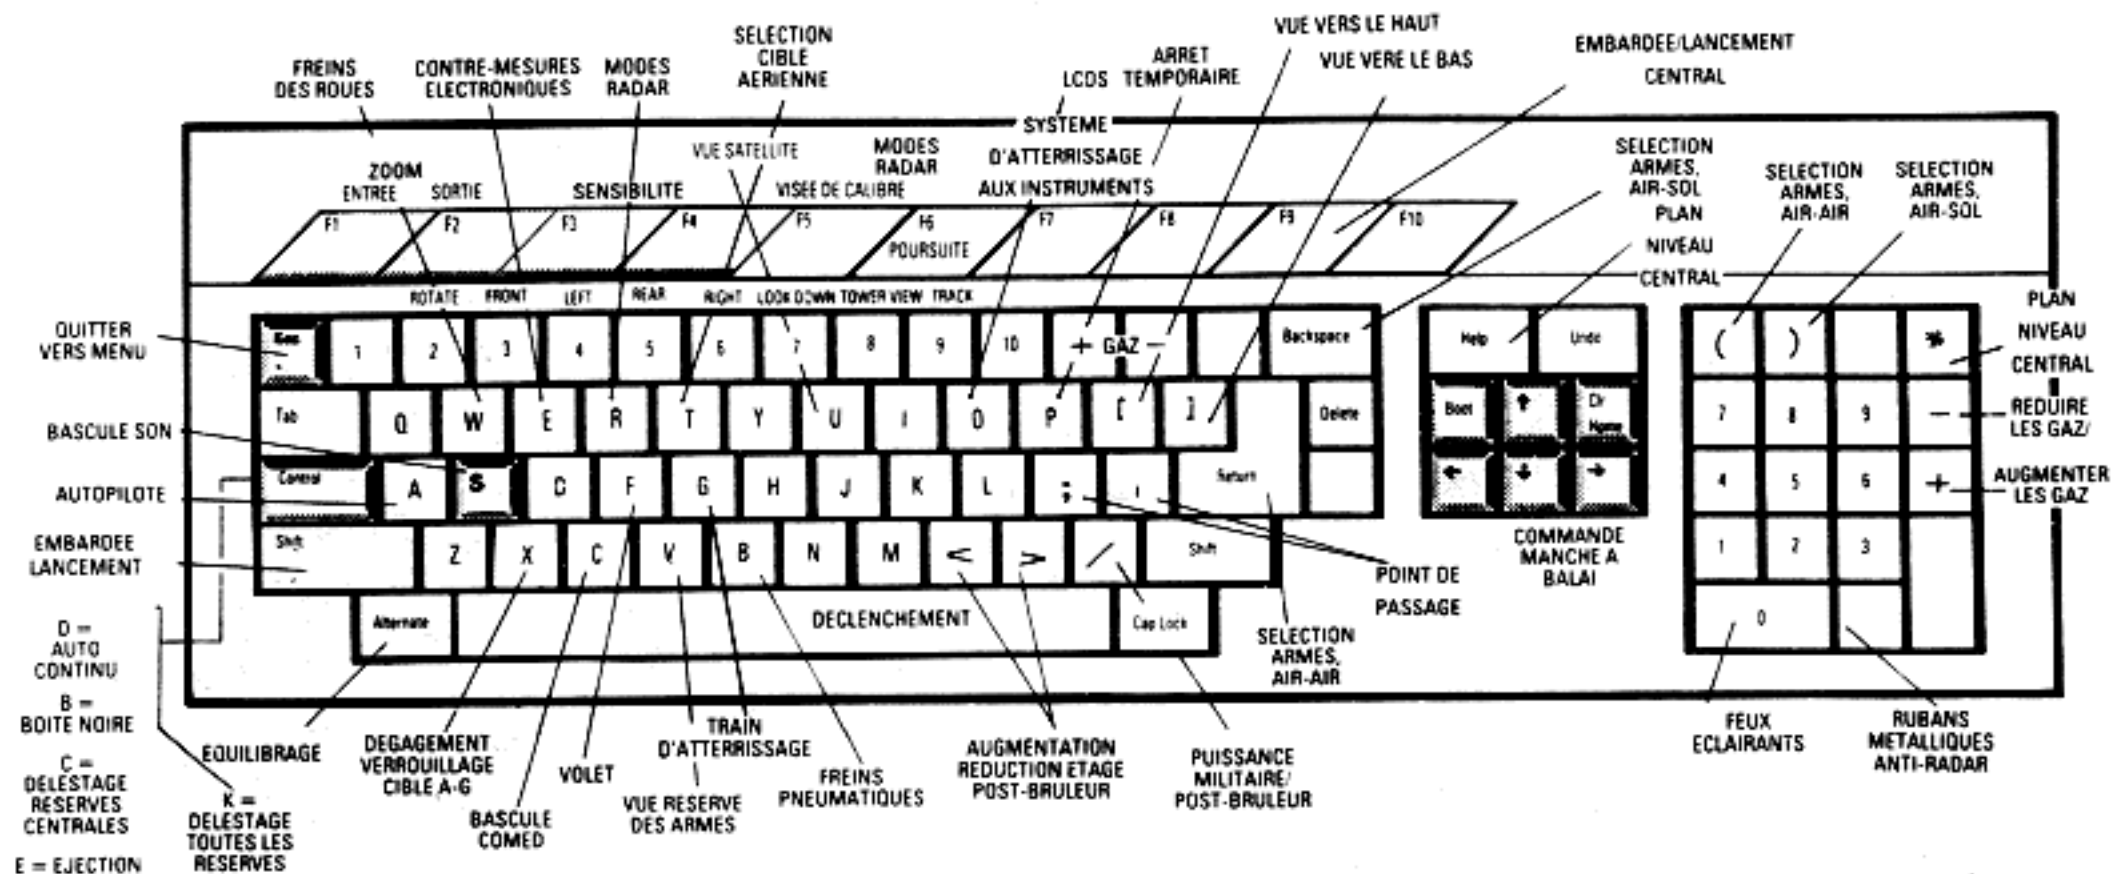 FREINS
DES ROUES
CONTRE-MESURES
ELECTRONIQUES
MODES
RADAR
SELECTION
CIBLE
AERIENNE
LCDS
ARRET
TEMPORAIRE
VUE VERS LE HAUT
VUE VERE LE BAS
EMBARDEE/LANCEMENT
CENTRAL
SYSTEME
D'ATTERRISSAGE
AUX INSTRUMENTS
ZOOM
ENTREE
SORTIE
SENSIBILITE
VUE SATELLITE
MODES
RADAR
VISEE DE CALIBRE
SELECTION
ARMES,
AIR-SOL
PLAN
NIVEAU
CENTRAL
SELECTION
ARMES,
AIR-AIR
SELECTION
ARMES,
AIR-SOL
F1
F2
F3
F4
F5
F6
POURSUITE
F7
F8
F9
F10
ROTATE FRONT LEFT REAR RIGHT LOOK DOWN TOWER VIEW TRACK
QUITTER
VERS MENU
Esc 1 2 3 4 5 6 7 8 9 10 + GAZ - Backspace
Help Undo
( ) *
PLAN
NIVEAU
CENTRAL
BASCULE SON
Tab Q W E R T Y U I O P [ ] Delete
Boot ↑ Clr
Home
7 8 9 -
REDUIRE
LES GAZ/
AUTOPILOTE
Control A S D F G H J K L ; , Return
← ↓ →
4 5 6 +
AUGMENTER
LES GAZ
EMBARDEE
LANCEMENT
Shift Z X C V B N M < > / Shift
1 2 3
COMMANDE
MANCHE A
BALAI
POINT DE
PASSAGE
Alternate DECLENCHEMENT Cap Lock
0
D =
AUTO
CONTINU
B =
BOITE NOIRE
C =
DELESTAGE
RESERVES
CENTRALES
E = EJECTION
K =
DELESTAGE
TOUTES LES
RESERVES
EQUILIBRAGE
DEGAGEMENT
VERROUILLAGE
CIBLE A-G
BASCULE
COMED
VOLET
TRAIN
D'ATTERRISSAGE
VUE RESERVE
DES ARMES
FREINS
PNEUMATIQUES
AUGMENTATION
REDUCTION ETAGE
POST-BRULEUR
PUISSANCE
MILITAIRE/
POST-BRULEUR
SELECTION
ARMES,
AIR-AIR
FEUX
ECLAIRANTS
RUBANS
METALLIQUES
ANTI-RADAR